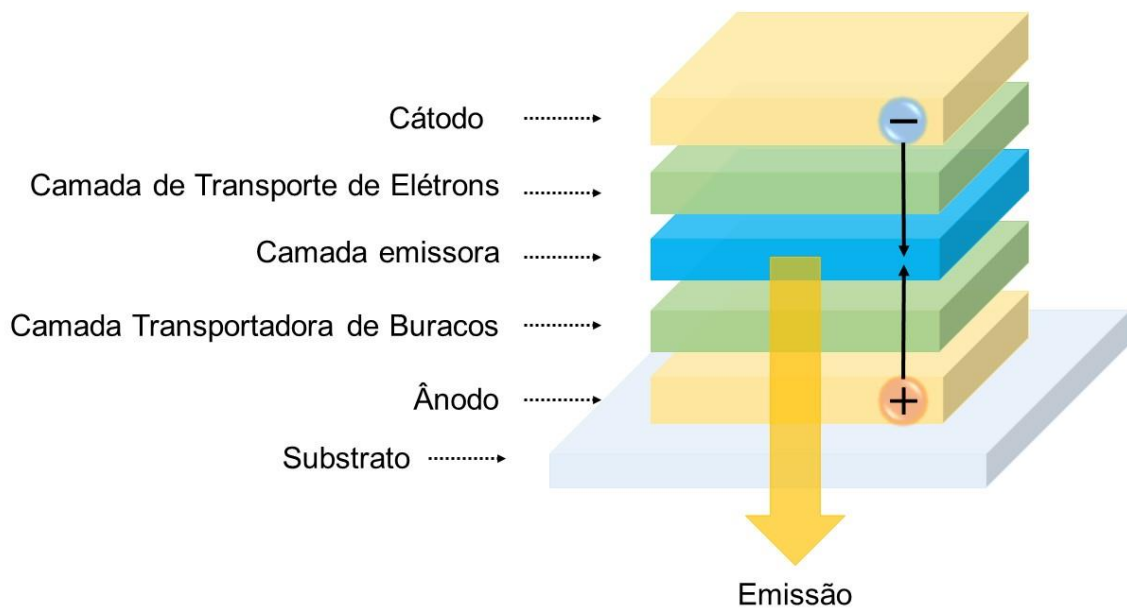 Cátodo
Camada de Transporte de Elétrons
Camada emissora
Camada Transportadora de Buracos
Ânodo
Substrato
Emissão